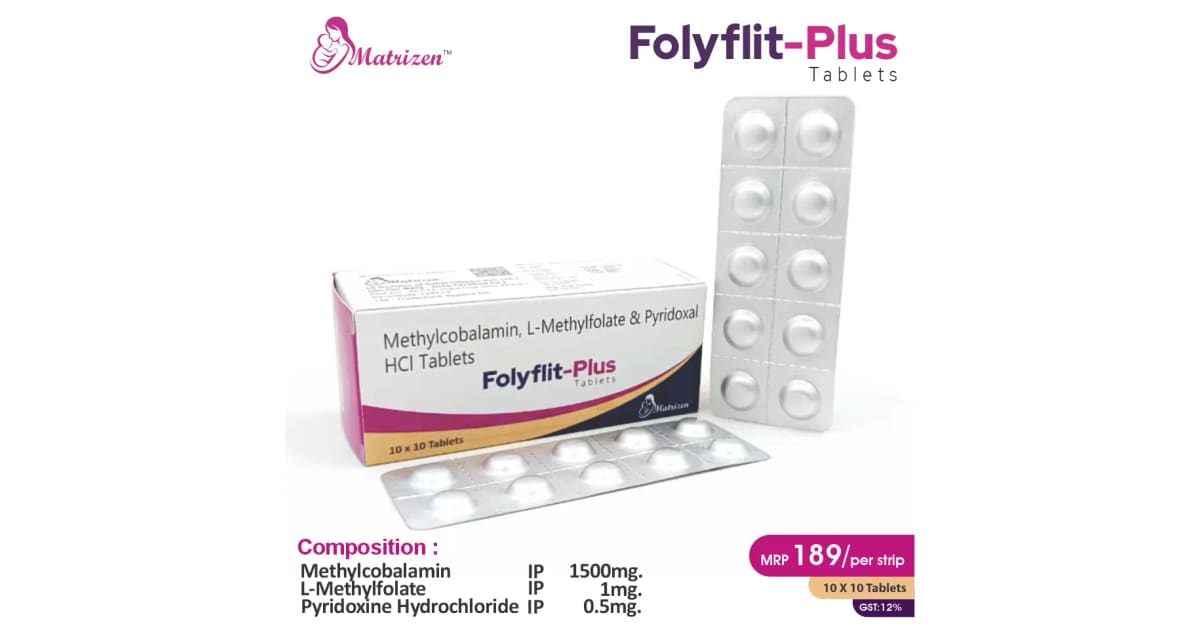 Matrizen™
Folyflit-Plus
Tablets
Matrizen
Methylcobalamin, L-Methylfolate & Pyridoxal
HCl Tablets
Folyflit-Plus
Tablets
Matrizen
10 x 10 Tablets
Composition :
Methylcobalamin IP 1500mg.
L-Methylfolate IP 1mg.
Pyridoxine Hydrochloride IP 0.5mg.
MRP 189/per strip
10 X 10 Tablets
GST:12%